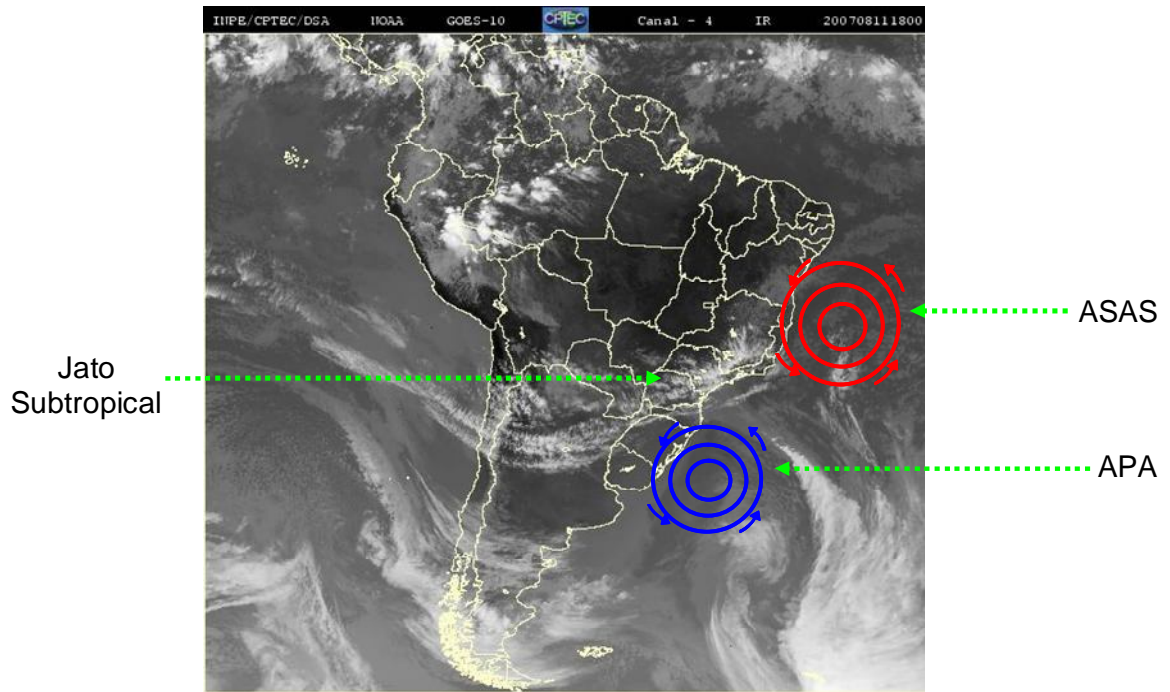 INPE/CPTEC/DSA NOAA GOES-10 CPTEC Canal - 4 IR 200708111800
ASAS
Jato
Subtropical
APA